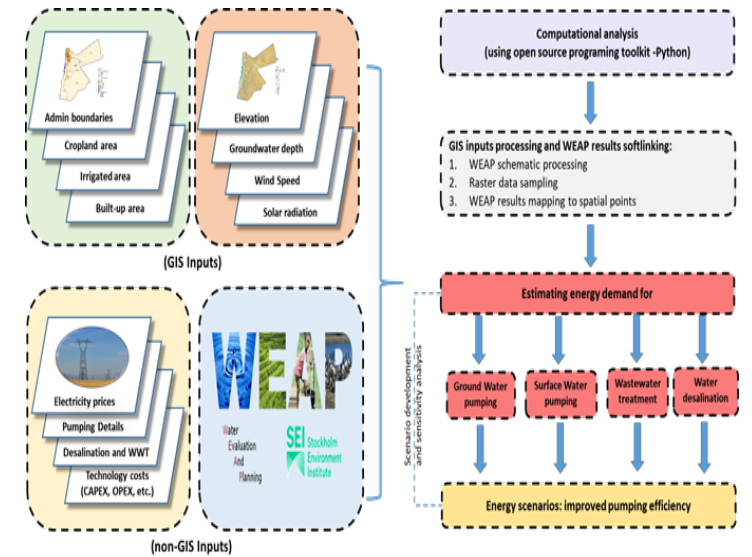 Admin boundaries
Cropland area
Irrigated area
Built-up area
Elevation
Groundwater depth
Wind Speed
Solar radiation
(GIS Inputs)
Electricity prices
Pumping Details
Desalination and WWT
Technology costs
(CAPEX, OPEX, etc.)
WEAP
Water
Evaluation
And
Planning
SEI Stockholm
Environment
Institute
(non-GIS Inputs)
Computational analysis
(using open source programing toolkit -Python)
GIS inputs processing and WEAP results softlinking:
1. WEAP schematic processing
2. Raster data sampling
3. WEAP results mapping to spatial points
Estimating energy demand for
Scenario development
and sensitivity analysis
Ground Water
pumping
Surface Water
pumping
Wastewater
treatment
Water
desalination
Energy scenarios: improved pumping efficiency